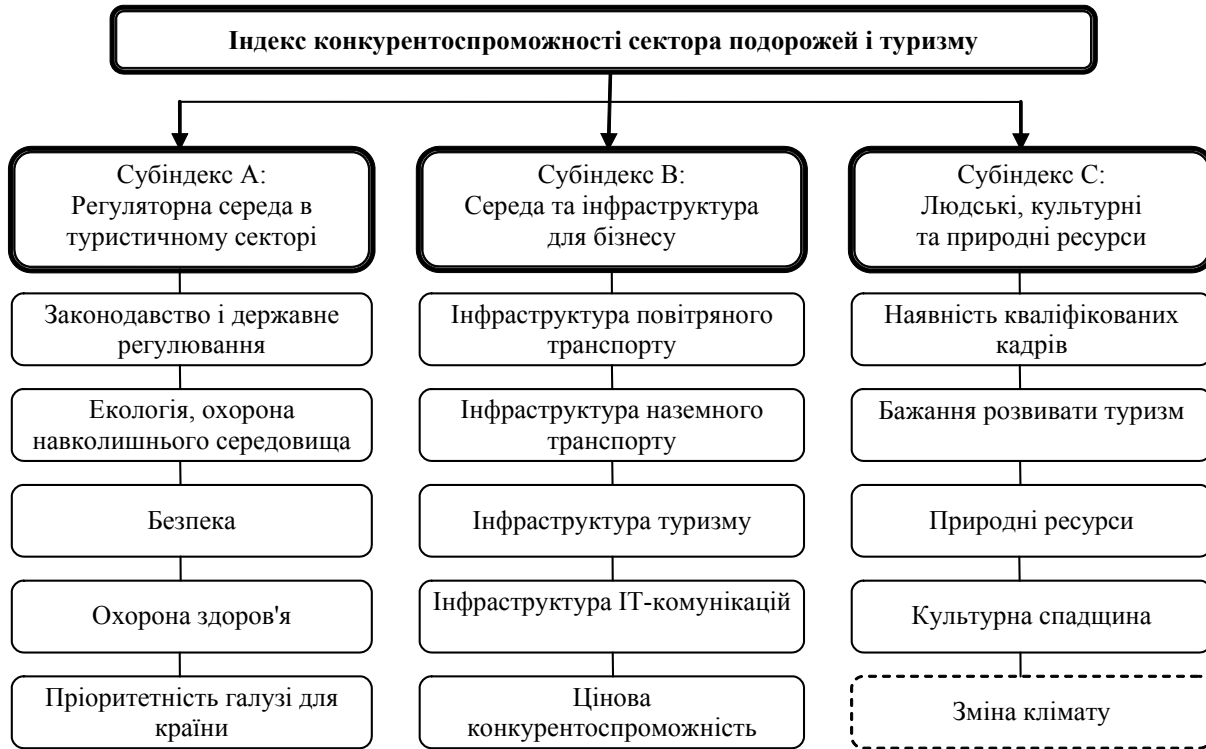 Індекс конкурентоспроможності сектора подорожей і туризму
Субіндекс А:
Регуляторна середа в
туристичному секторі
Законодавство і державне
регулювання
Екологія, охорона
навколишнього середовища
Безпека
Охорона здоров'я
Пріоритетність галузі для
країни
Субіндекс В:
Середа та інфраструктура
для бізнесу
Інфраструктура повітряного
транспорту
Інфраструктура наземного
транспорту
Інфраструктура туризму
Інфраструктура ІТ-комунікацій
Цінова
конкурентоспроможність
Субіндекс С:
Людські, культурні
та природні ресурси
Наявність кваліфікованих
кадрів
Бажання розвивати туризм
Природні ресурси
Культурна спадщина
Зміна клімату